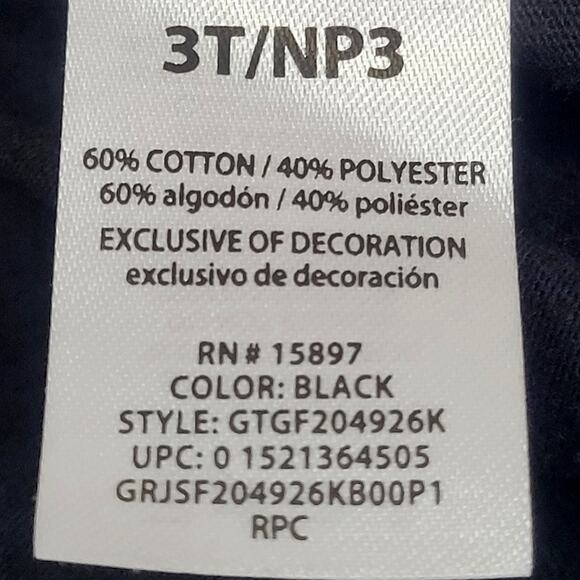 3T/NP3
60% COTTON / 40% POLYESTER
60% algodón / 40% poliéster
EXCLUSIVE OF DECORATION
exclusivo de decoración
RN# 15897
COLOR: BLACK
STYLE: GTGF204926K
UPC: 0 1521364505
GRJSF204926KB00P1
RPC